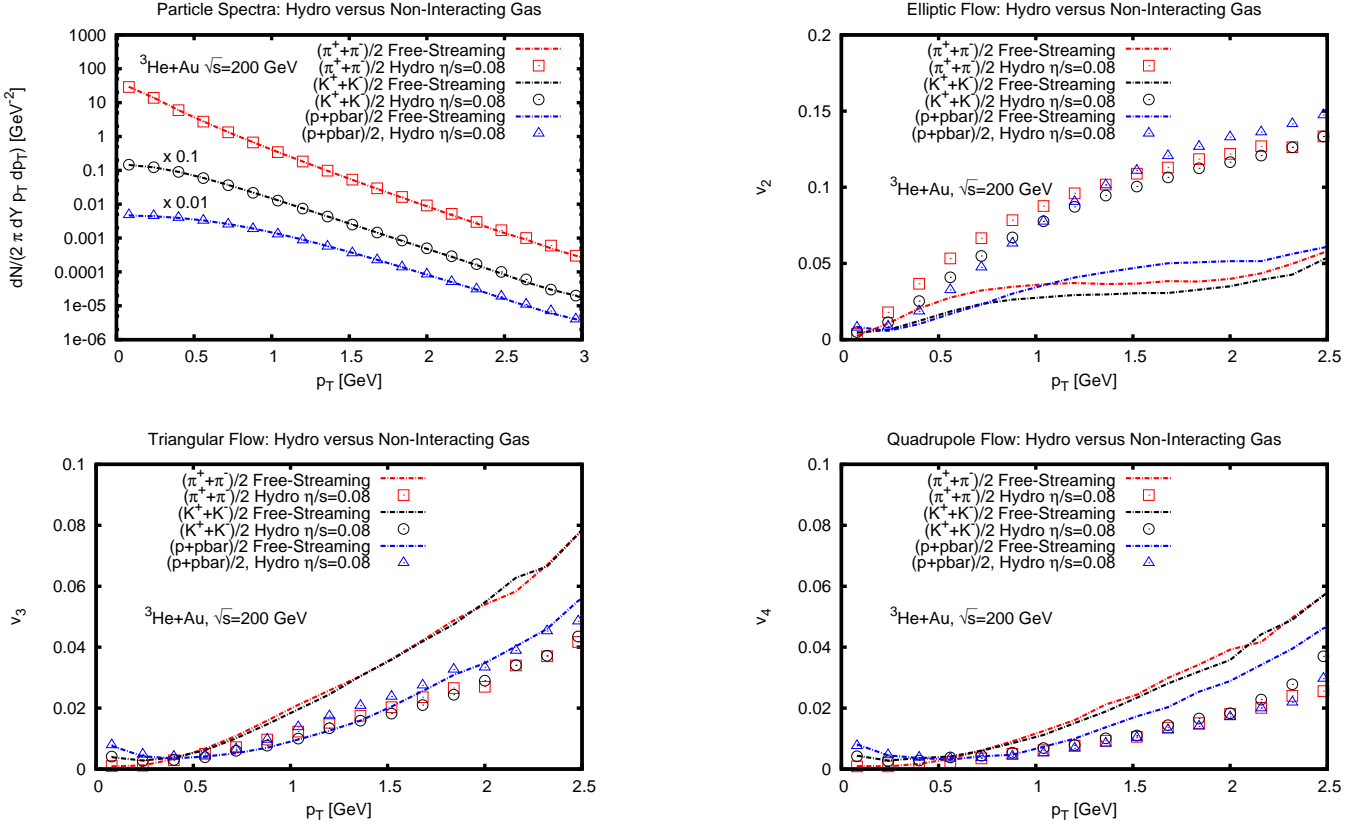 Particle Spectra: Hydro versus Non-Interacting Gas
dN/(2 π dY p_T dp_T) [GeV^-2]
1000
100
10
1
0.1
0.01
0.001
0.0001
1e-05
1e-06
^3He+Au √s=200 GeV
(π^++π^-)/2 Free-Streaming
(π^++π^-)/2 Hydro η/s=0.08
(K^++K^-)/2 Free-Streaming
(K^++K^-)/2 Hydro η/s=0.08
(p+pbar)/2 Free-Streaming
(p+pbar)/2, Hydro η/s=0.08
x 0.1
x 0.01
0 0.5 1 1.5 2 2.5 3
p_T [GeV]
Elliptic Flow: Hydro versus Non-Interacting Gas
v_2
0.2
0.15
0.1
0.05
0
(π^++π^-)/2 Free-Streaming
(π^++π^-)/2 Hydro η/s=0.08
(K^++K^-)/2 Free-Streaming
(K^++K^-)/2 Hydro η/s=0.08
(p+pbar)/2 Free-Streaming
(p+pbar)/2, Hydro η/s=0.08
^3He+Au, √s=200 GeV
0 0.5 1 1.5 2 2.5
p_T [GeV]
Triangular Flow: Hydro versus Non-Interacting Gas
v_3
0.1
0.08
0.06
0.04
0.02
0
(π^++π^-)/2 Free-Streaming
(π^++π^-)/2 Hydro η/s=0.08
(K^++K^-)/2 Free-Streaming
(K^++K^-)/2 Hydro η/s=0.08
(p+pbar)/2 Free-Streaming
(p+pbar)/2, Hydro η/s=0.08
^3He+Au, √s=200 GeV
0 0.5 1 1.5 2 2.5
p_T [GeV]
Quadrupole Flow: Hydro versus Non-Interacting Gas
v_4
0.1
0.08
0.06
0.04
0.02
0
(π^++π^-)/2 Free-Streaming
(π^++π^-)/2 Hydro η/s=0.08
(K^++K^-)/2 Free-Streaming
(K^++K^-)/2 Hydro η/s=0.08
(p+pbar)/2 Free-Streaming
(p+pbar)/2, Hydro η/s=0.08
^3He+Au, √s=200 GeV
0 0.5 1 1.5 2 2.5
p_T [GeV]